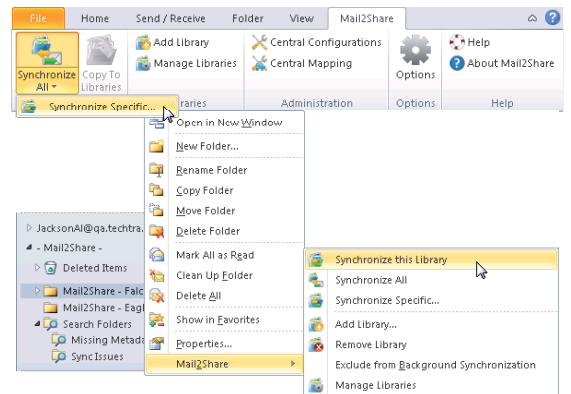 File Home Send / Receive Folder View Mail2Share
Synchronize All
Copy To Libraries
Add Library
Manage Libraries
Central Configurations
Central Mapping
Options
Help
About Mail2Share
raries Administration Options Help
Synchronize Specific...
Open in New Window
New Folder...
Rename Folder
Copy Folder
Move Folder
Delete Folder
Mark All as Read
Clean Up Folder
Delete All
Show in Favorites
Properties...
Mail2Share
JacksonAl@qa.techtra.
- Mail2Share -
Deleted Items
Mail2Share - Falc
Mail2Share - Eagl
Search Folders
Missing Metada
Sync Issues
Synchronize this Library
Synchronize All
Synchronize Specific...
Add Library...
Remove Library
Exclude from Background Synchronization
Manage Libraries